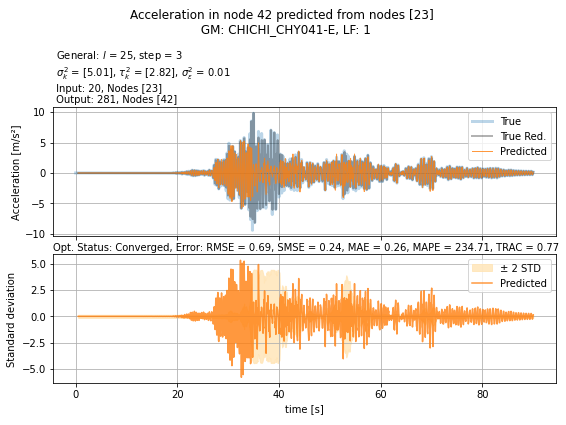 Acceleration in node 42 predicted from nodes [23]
GM: CHICHI_CHY041-E, LF: 1
General: l = 25, step = 3
σ²ₖ = [5.01], τ²ₖ = [2.82], σ²ε = 0.01
Input: 20, Nodes [23]
Output: 281, Nodes [42]
Acceleration [m/s²]
10
5
0
−5
−10
True
True Red.
Predicted
Opt. Status: Converged, Error: RMSE = 0.69, SMSE = 0.24, MAE = 0.26, MAPE = 234.71, TRAC = 0.77
Standard deviation
5.0
2.5
0.0
−2.5
−5.0
± 2 STD
Predicted
0 20 40 60 80
time [s]